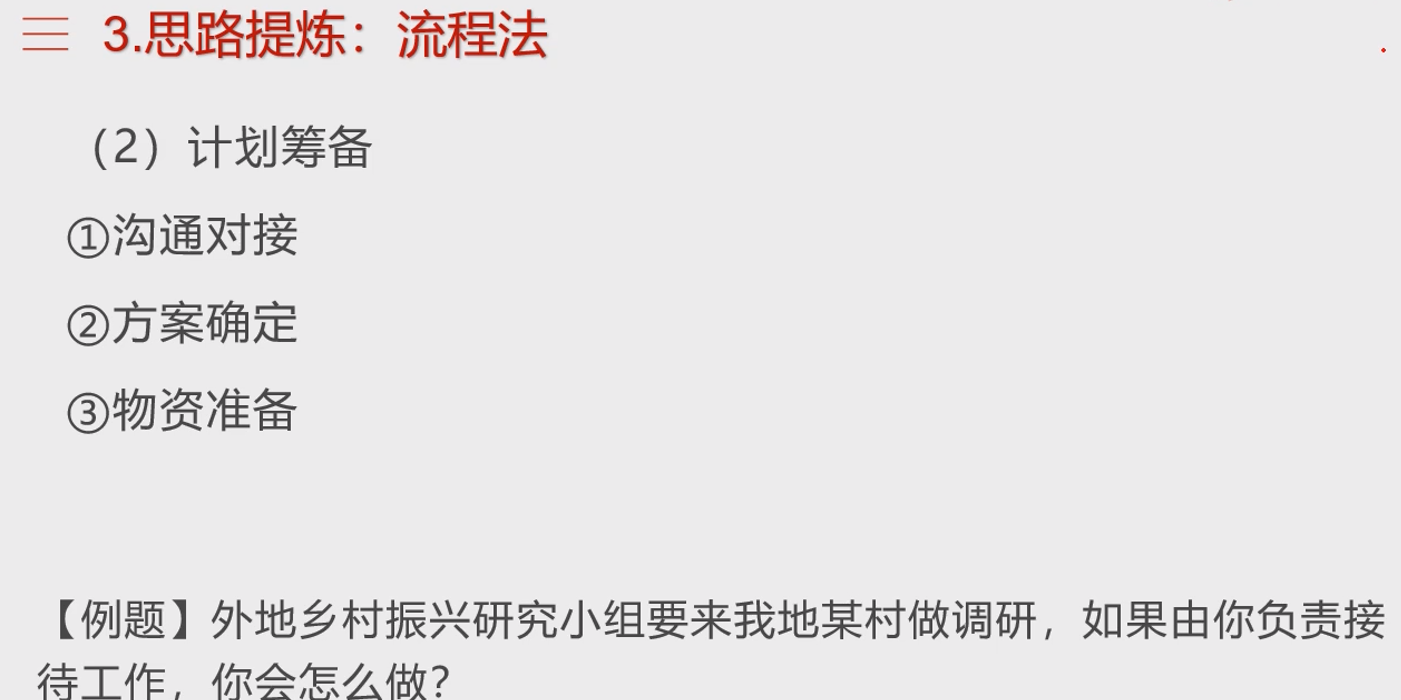 3.思路提炼：流程法
（2）计划筹备
①沟通对接
②方案确定
③物资准备
【例题】外地乡村振兴研究小组要来我地某村做调研，如果由你负责接
待工作，你会怎么做？